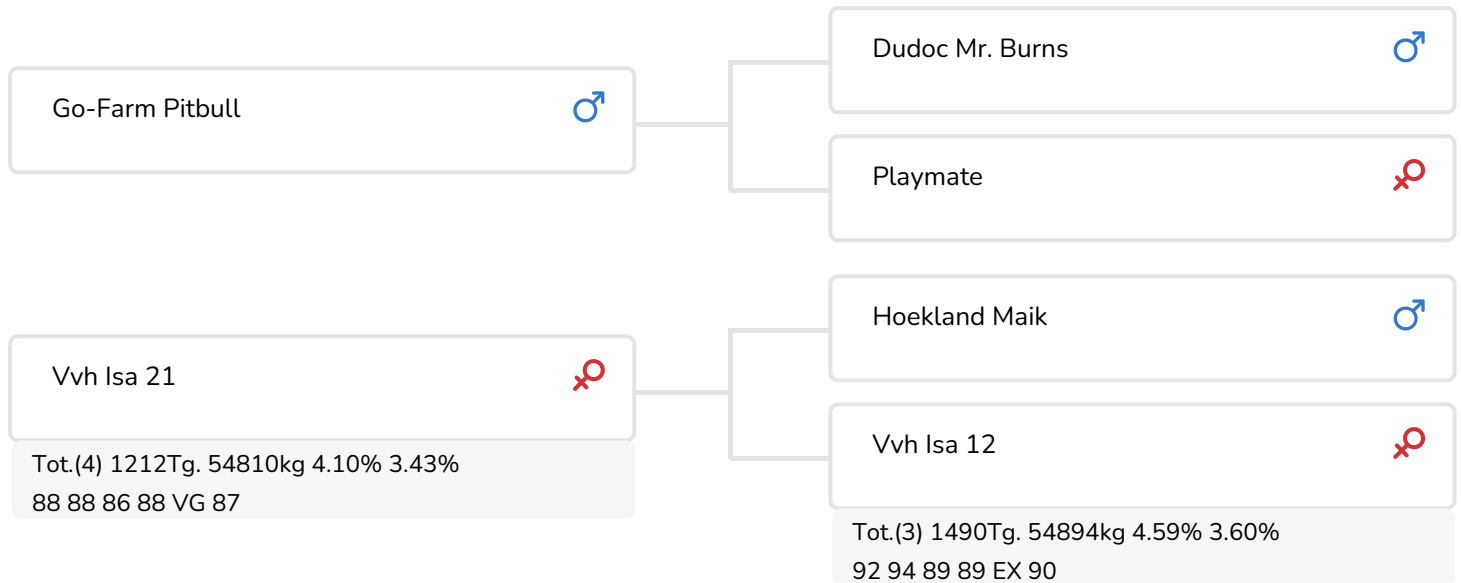 Go-Farm Pitbull
Dudoc Mr. Burns
Playmate
Vvh Isa 21
Tot.(4) 1212Tg. 54810kg 4.10% 3.43%
88 88 86 88 VG 87
Hoekland Maik
Vvh Isa 12
Tot.(3) 1490Tg. 54894kg 4.59% 3.60%
92 94 89 89 EX 90